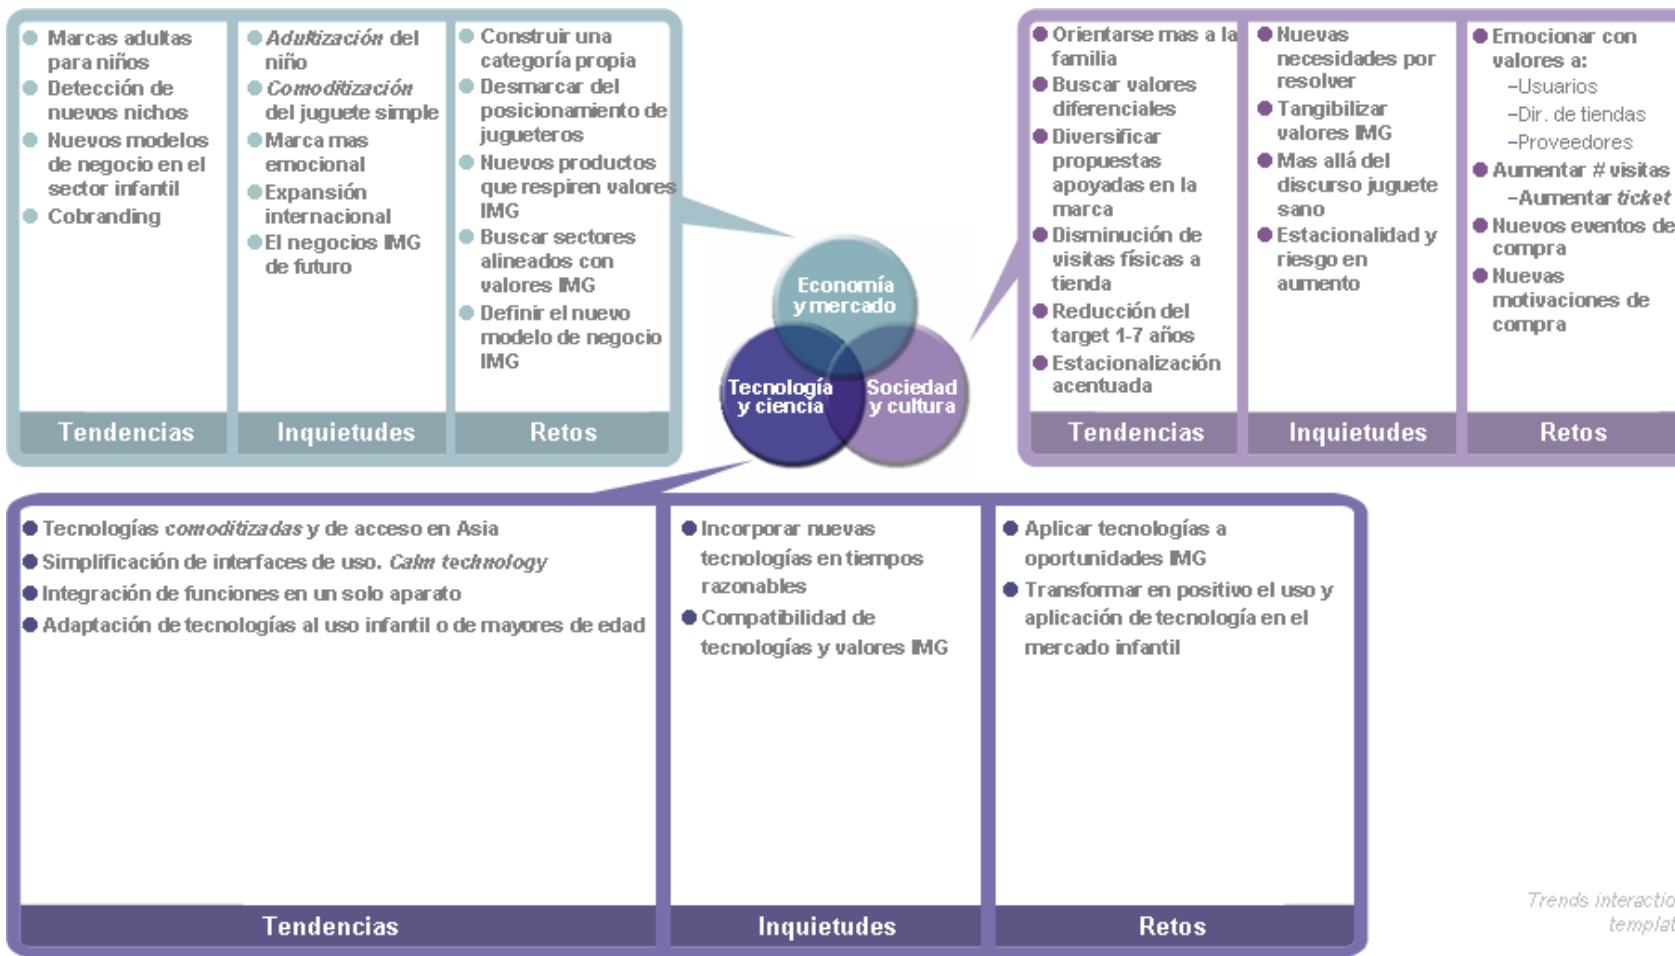 Marcas adultas
para niños
Detección de
nuevos nichos
Nuevos modelos
de negocio en el
sector infantil
Cobranding
Tendencias
Adultización del
niño
Comoditización
del juguete simple
Marca mas
emocional
Expansión
internacional
El negocios IMG
de futuro
Inquietudes
Construir una
categoría propia
Desmarcar del
posicionamiento de
jugueteros
Nuevos productos
que respiren valores
IMG
Buscar sectores
alineados con
valores IMG
Definir el nuevo
modelo de negocio
IMG
Retos
Economía
y mercado
Tecnología
y ciencia
Sociedad
y cultura
Orientarse mas a la
familia
Buscar valores
diferenciales
Diversificar
propuestas
apoyadas en la
marca
Disminución de
visitas físicas a
tienda
Reducción del
target 1-7 años
Estacionalización
acentuada
Tendencias
Nuevas
necesidades por
resolver
Tangibilizar
valores IMG
Mas allá del
discurso juguete
sano
Estacionalidad y
riesgo en
aumento
Inquietudes
Emocionar con
valores a:
–Usuarios
–Dir. de tiendas
–Proveedores
Aumentar # visitas
–Aumentar ticket
Nuevos eventos de
compra
Nuevas
motivaciones de
compra
Retos
Tecnologías comoditizadas y de acceso en Asia
Simplificación de interfaces de uso. Calm technology
Integración de funciones en un solo aparato
Adaptación de tecnologías al uso infantil o de mayores de edad
Tendencias
Incorporar nuevas
tecnologías en tiempos
razonables
Compatibilidad de
tecnologías y valores IMG
Inquietudes
Aplicar tecnologías a
oportunidades IMG
Transformar en positivo el uso y
aplicación de tecnología en el
mercado infantil
Retos
Trends interactio
templat